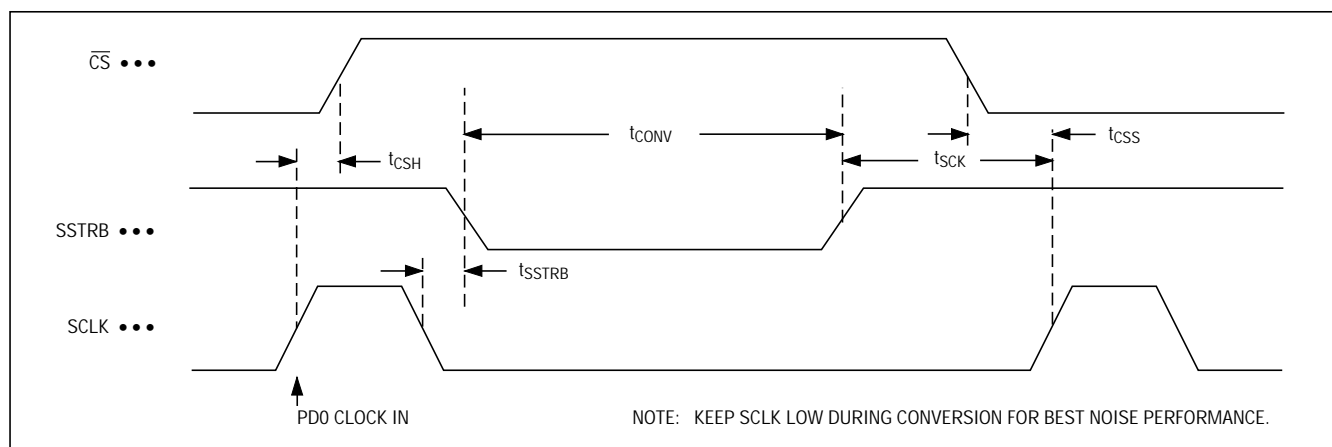 CS •••
tCONV
tCSS
tCSH
tSCK
SSTRB •••
tSSTRB
SCLK •••
PD0 CLOCK IN
NOTE: KEEP SCLK LOW DURING CONVERSION FOR BEST NOISE PERFORMANCE.